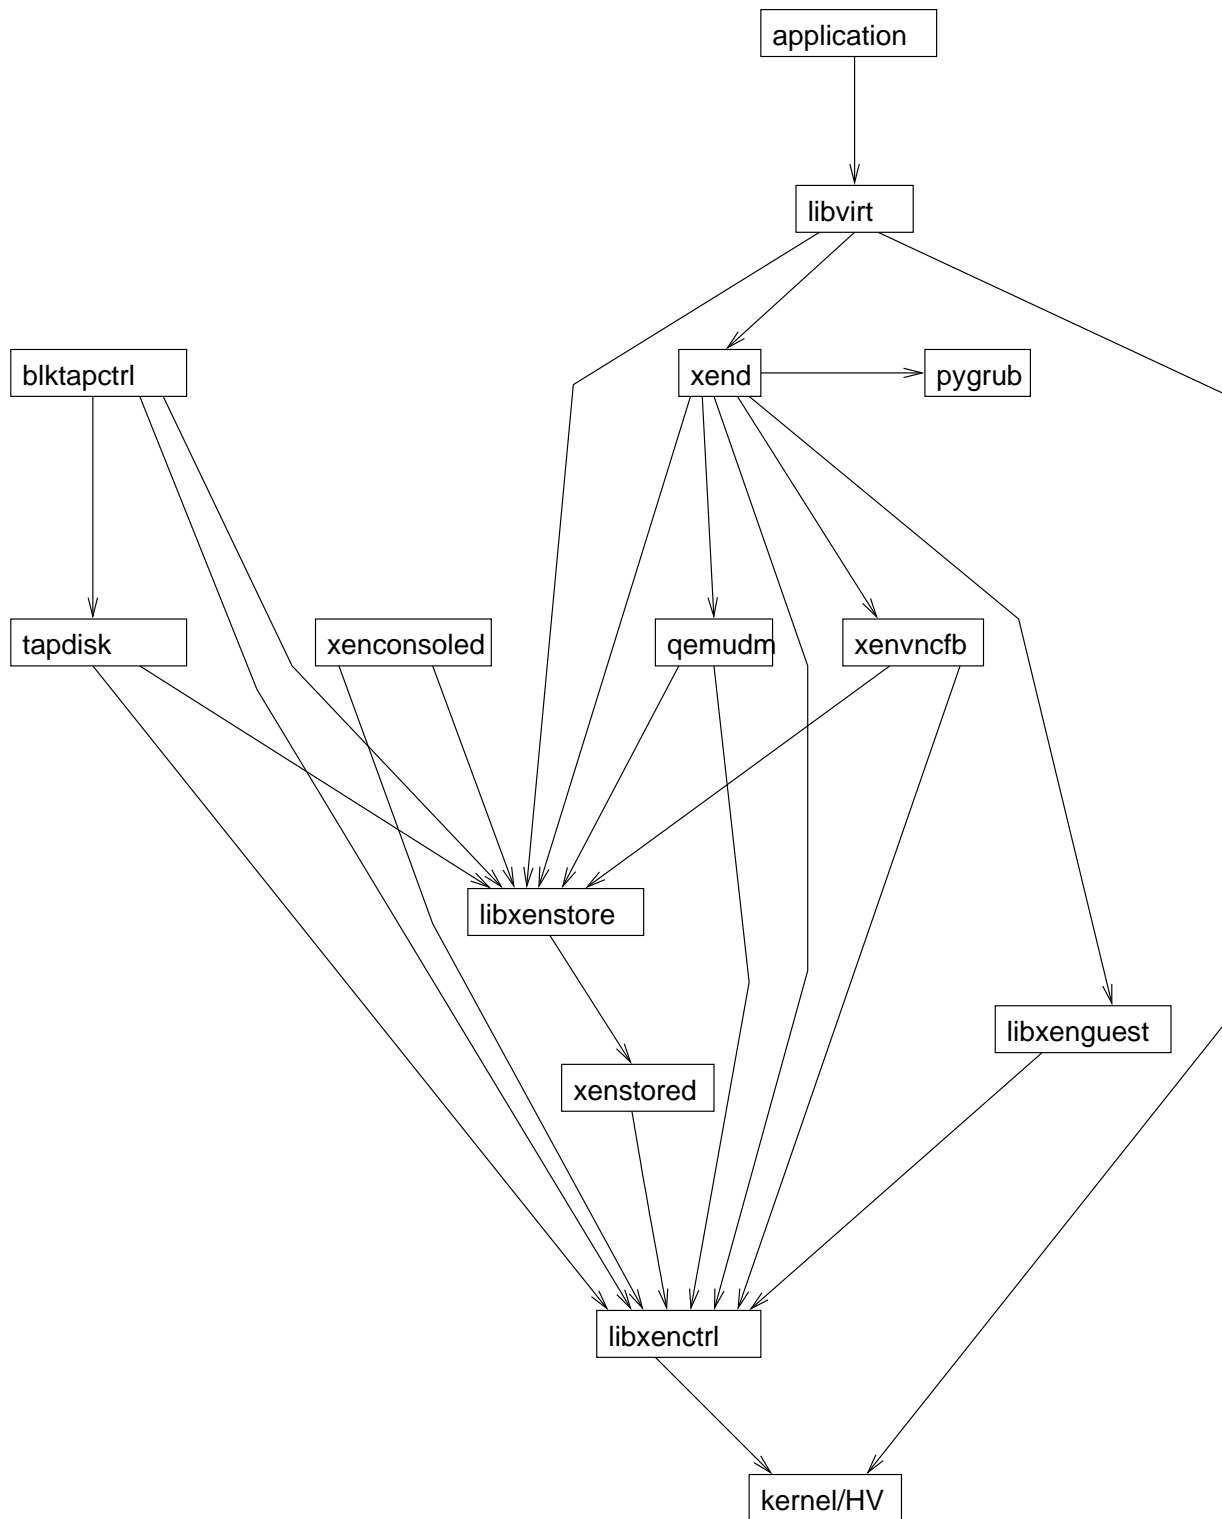 application
libvirt
blktapctrl
xend
pygrub
tapdisk
xenconsoled
qemudm
xenvncfb
libxenstore
libxenguest
xenstored
libxenctrl
kernel/HV